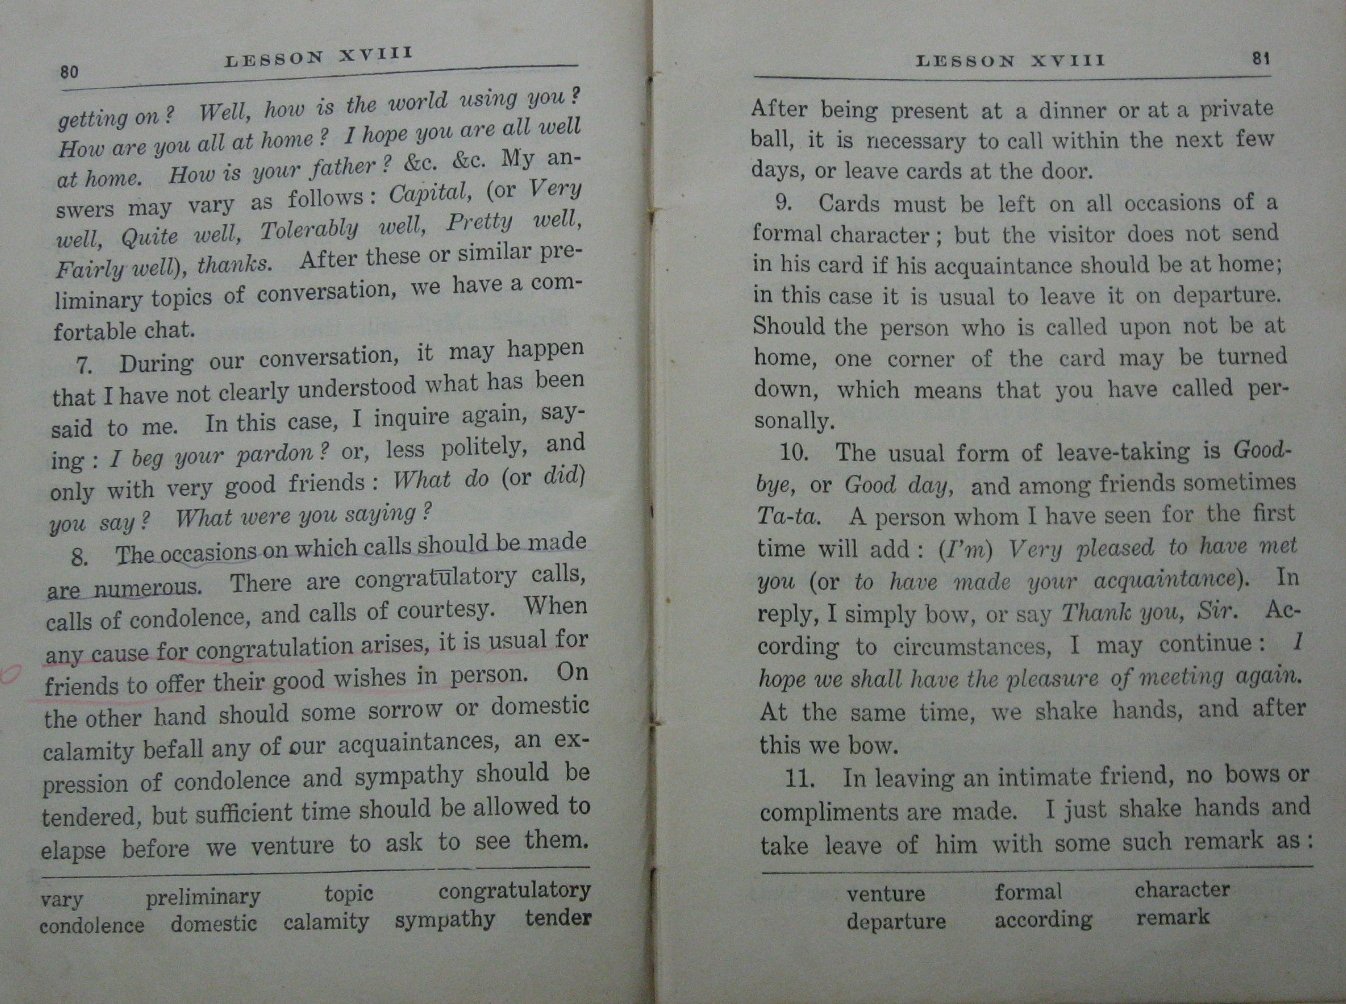 80
LESSON XVIII
getting on? Well, how is the world using you?
How are you all at home? I hope you are all well
at home. How is your father? &c. &c. My an-
swers may vary as follows: Capital, (or Very
well, Quite well, Tolerably well, Pretty well,
Fairly well), thanks. After these or similar pre-
liminary topics of conversation, we have a com-
fortable chat.
7. During our conversation, it may happen
that I have not clearly understood what has been
said to me. In this case, I inquire again, say-
ing: I beg your pardon? or, less politely, and
only with very good friends: What do (or did)
you say? What were you saying?
8. The occasions on which calls should be made
are numerous. There are congratulatory calls,
calls of condolence, and calls of courtesy. When
any cause for congratulation arises, it is usual for
friends to offer their good wishes in person. On
the other hand should some sorrow or domestic
calamity befall any of our acquaintances, an ex-
pression of condolence and sympathy should be
tendered, but sufficient time should be allowed to
elapse before we venture to ask to see them.
vary preliminary topic congratulatory
condolence domestic calamity sympathy tender
LESSON XVIII
81
After being present at a dinner or at a private
ball, it is necessary to call within the next few
days, or leave cards at the door.
9. Cards must be left on all occasions of a
formal character; but the visitor does not send
in his card if his acquaintance should be at home;
in this case it is usual to leave it on departure.
Should the person who is called upon not be at
home, one corner of the card may be turned
down, which means that you have called per-
sonally.
10. The usual form of leave-taking is Good-
bye, or Good day, and among friends sometimes
Ta-ta. A person whom I have seen for the first
time will add: (I'm) Very pleased to have met
you (or to have made your acquaintance). In
reply, I simply bow, or say Thank you, Sir. Ac-
cording to circumstances, I may continue: I
hope we shall have the pleasure of meeting again.
At the same time, we shake hands, and after
this we bow.
11. In leaving an intimate friend, no bows or
compliments are made. I just shake hands and
take leave of him with some such remark as:
venture formal character
departure according remark